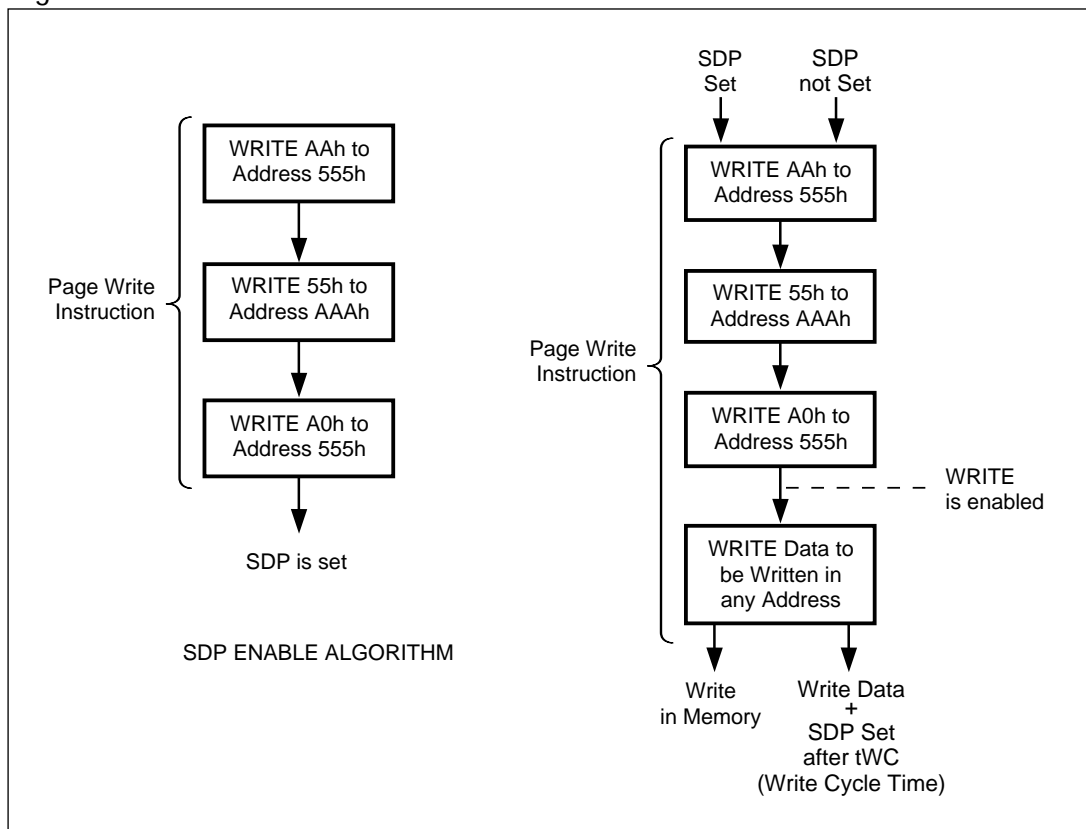 WRITE AAh to
Address 555h
Page Write
Instruction
WRITE 55h to
Address AAAh
WRITE A0h to
Address 555h
SDP is set
SDP ENABLE ALGORITHM
SDP
Set
SDP
not Set
WRITE AAh to
Address 555h
WRITE 55h to
Address AAAh
Page Write
Instruction
WRITE A0h to
Address 555h
WRITE
is enabled
WRITE Data to
be Written in
any Address
Write
in Memory
Write Data
+
SDP Set
after tWC
(Write Cycle Time)